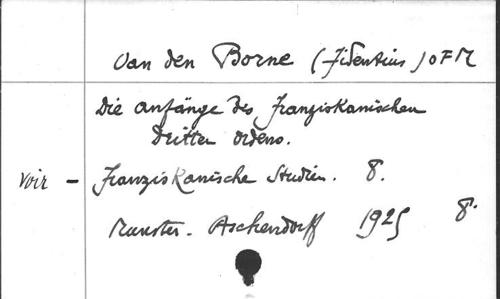 Van den Borne (Fidentius) OFM
Die Anfänge des Franziskanischen
Dritten Ordens.
Voir - Franziskanische Studien. 8.
Munster. Aschendorff 1925 8.